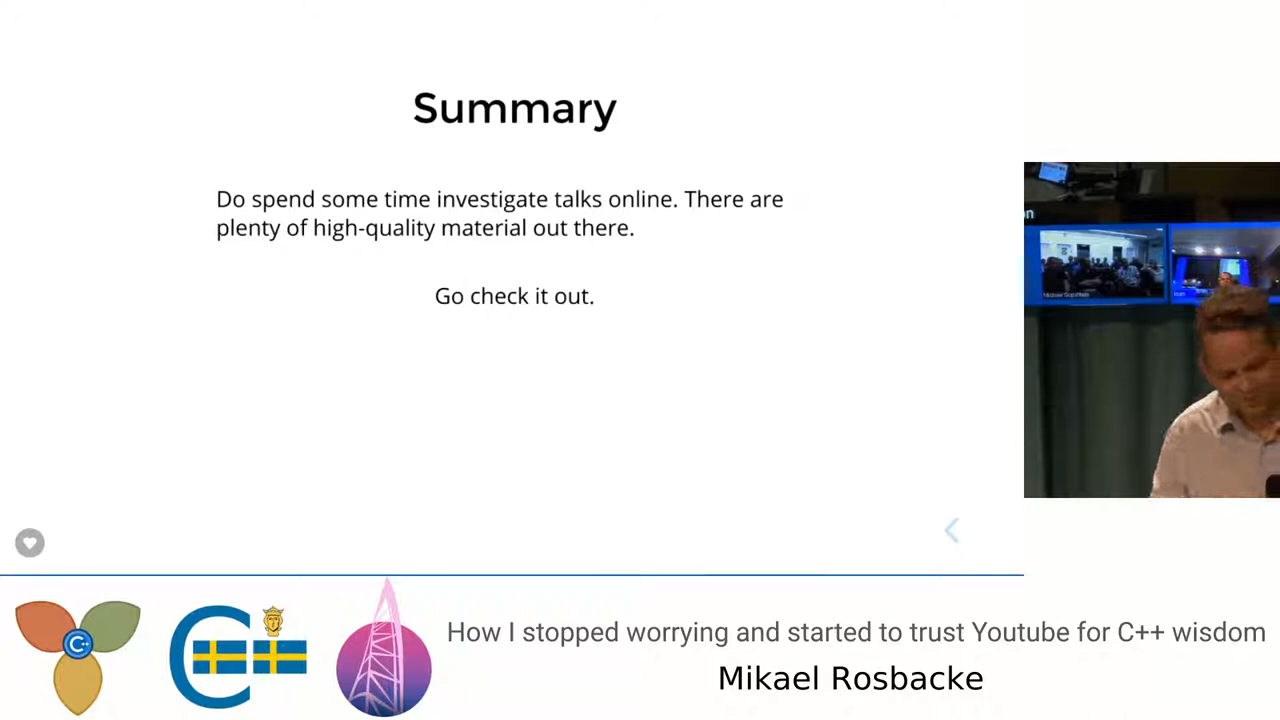 Summary
Do spend some time investigate talks online. There are
plenty of high-quality material out there.
Go check it out.
on
C++
C++
How I stopped worrying and started to trust Youtube for C++ wisdom
Mikael Rosbacke